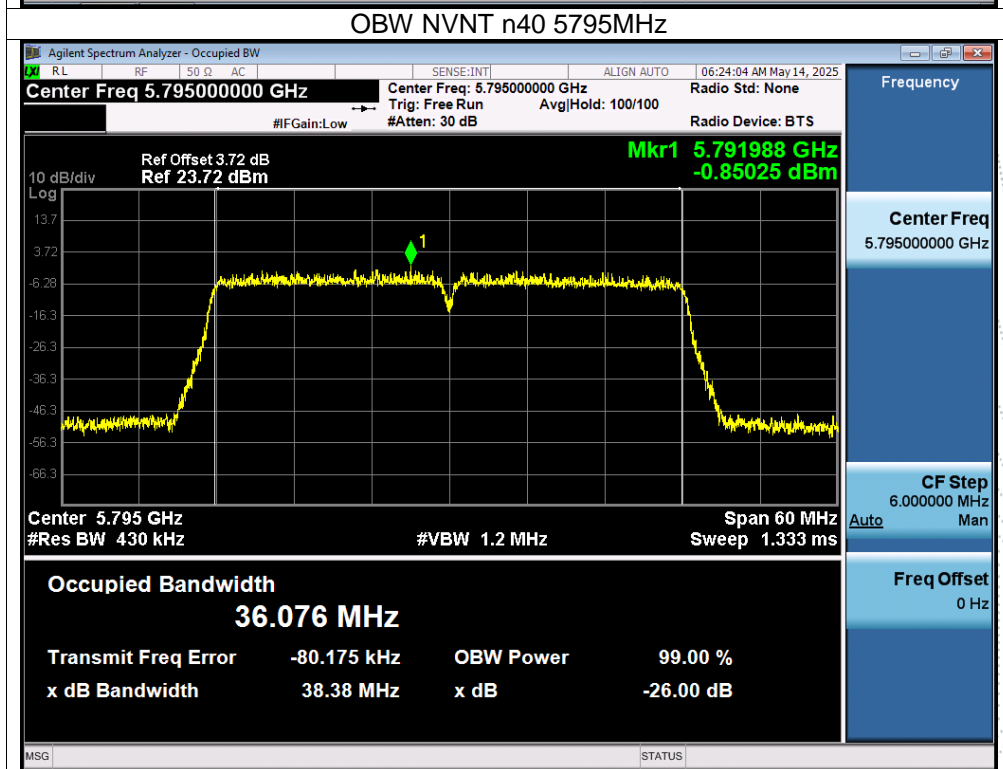 OBW NVNT n40 5795MHz
Agilent Spectrum Analyzer - Occupied BW
LXI RL RF 50 Ω AC SENSE:INT ALIGN AUTO 06:24:04 AM May 14, 2025
Center Freq 5.795000000 GHz Center Freq: 5.795000000 GHz Radio Std: None
Trig: Free Run Avg|Hold: 100/100
#IFGain:Low #Atten: 30 dB Radio Device: BTS
Frequency
Mkr1 5.791988 GHz
-0.85025 dBm
Ref Offset 3.72 dB
10 dB/div Ref 23.72 dBm
Log
13.7
3.72
-6.28
-16.3
-26.3
-36.3
-46.3
-56.3
-66.3
1
Center 5.795 GHz Span 60 MHz
#Res BW 430 kHz #VBW 1.2 MHz Sweep 1.333 ms
Center Freq
5.795000000 GHz
CF Step
6.000000 MHz
Auto Man
Freq Offset
0 Hz
Occupied Bandwidth
36.076 MHz
Transmit Freq Error -80.175 kHz OBW Power 99.00 %
x dB Bandwidth 38.38 MHz x dB -26.00 dB
MSG STATUS